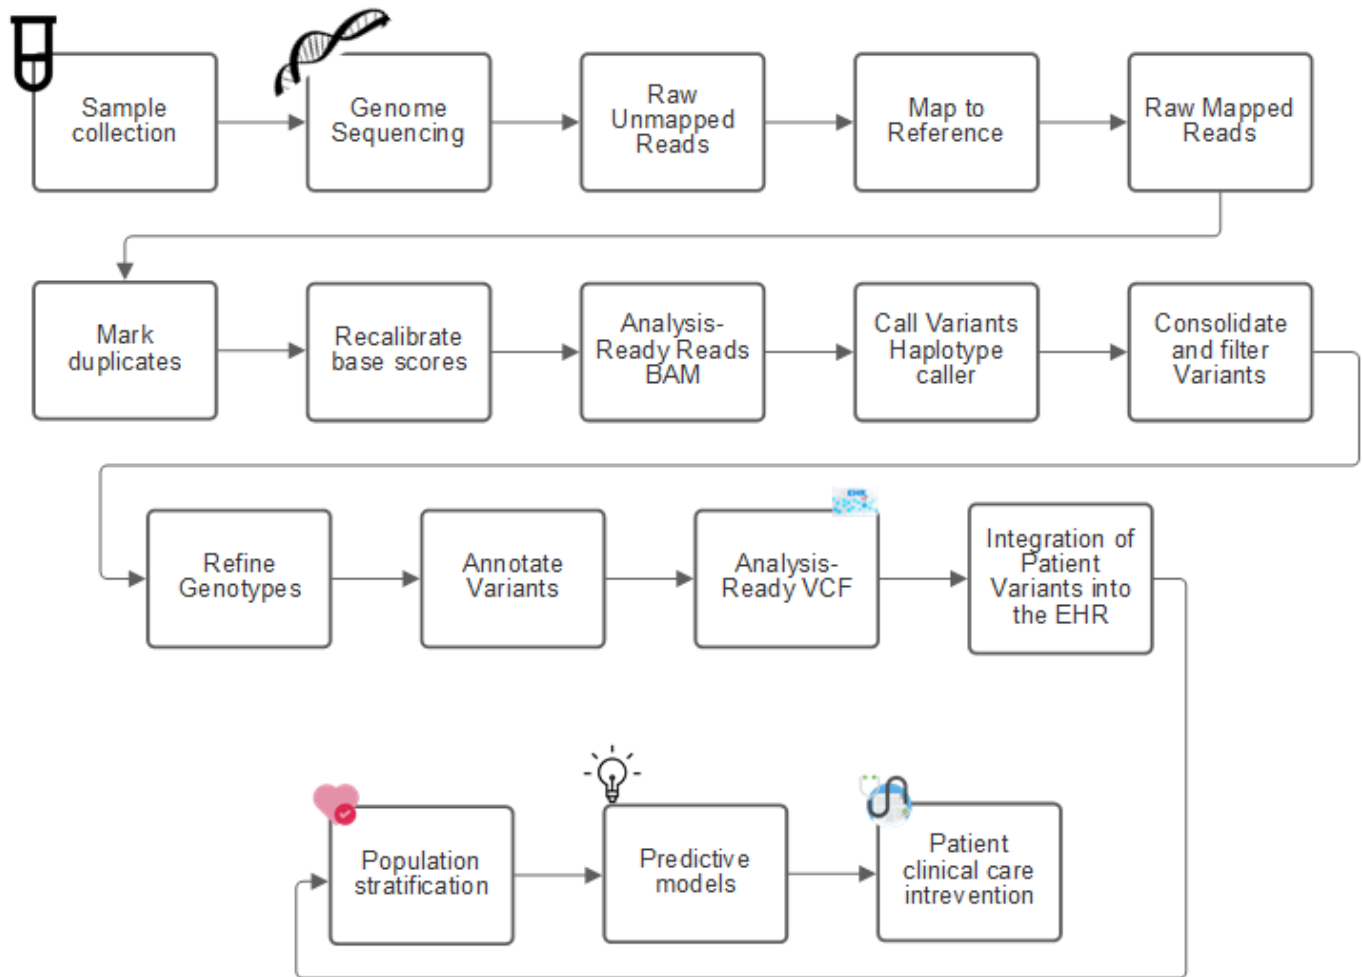 Sample
collection
Genome
Sequencing
Raw
Unmapped
Reads
Map to
Reference
Raw Mapped
Reads
Mark
duplicates
Recalibrate
base scores
Analysis-
Ready Reads
BAM
Call Variants
Haplotype
caller
Consolidate
and filter
Variants
Refine
Genotypes
Annotate
Variants
EHR
Analysis-
Ready VCF
Integration of
Patient
Variants into
the EHR
Population
stratification
Predictive
models
Patient
clinical care
intrevention